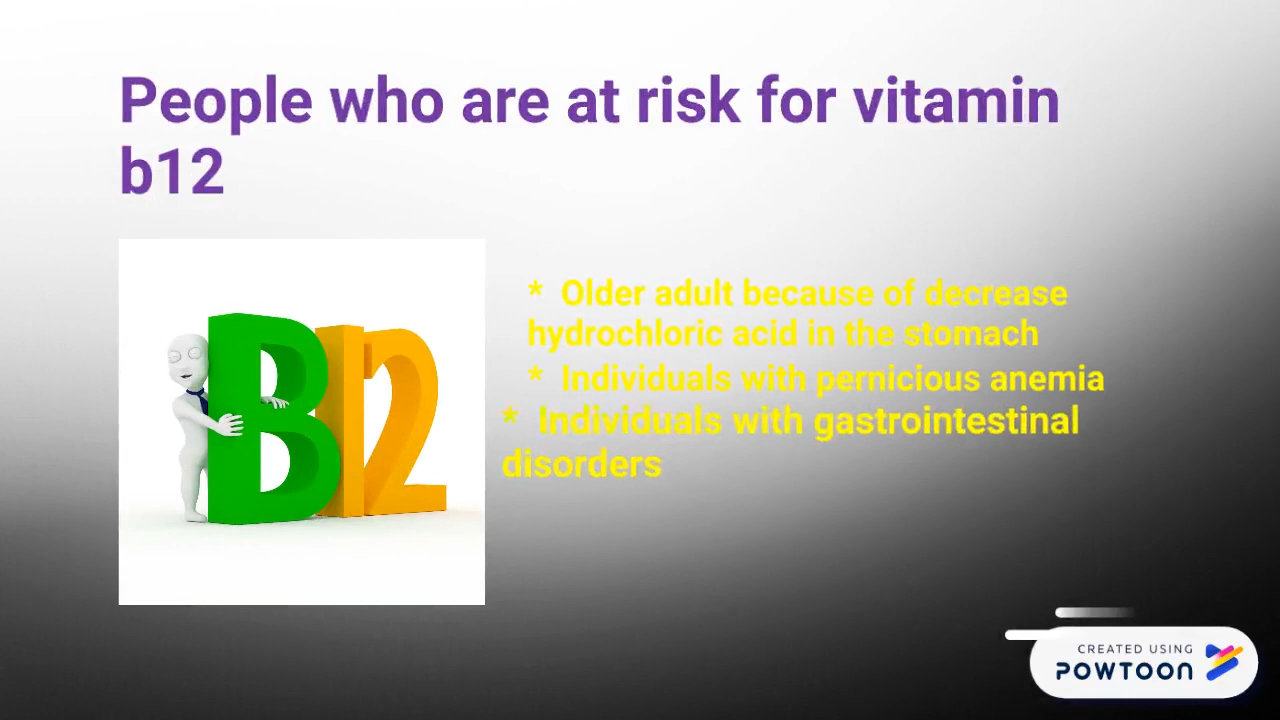 People who are at risk for vitamin
b12
B12
* Older adult because of decrease
hydrochloric acid in the stomach
* Individuals with pernicious anemia
* Individuals with gastrointestinal
disorders
CREATED USING
POWTOON